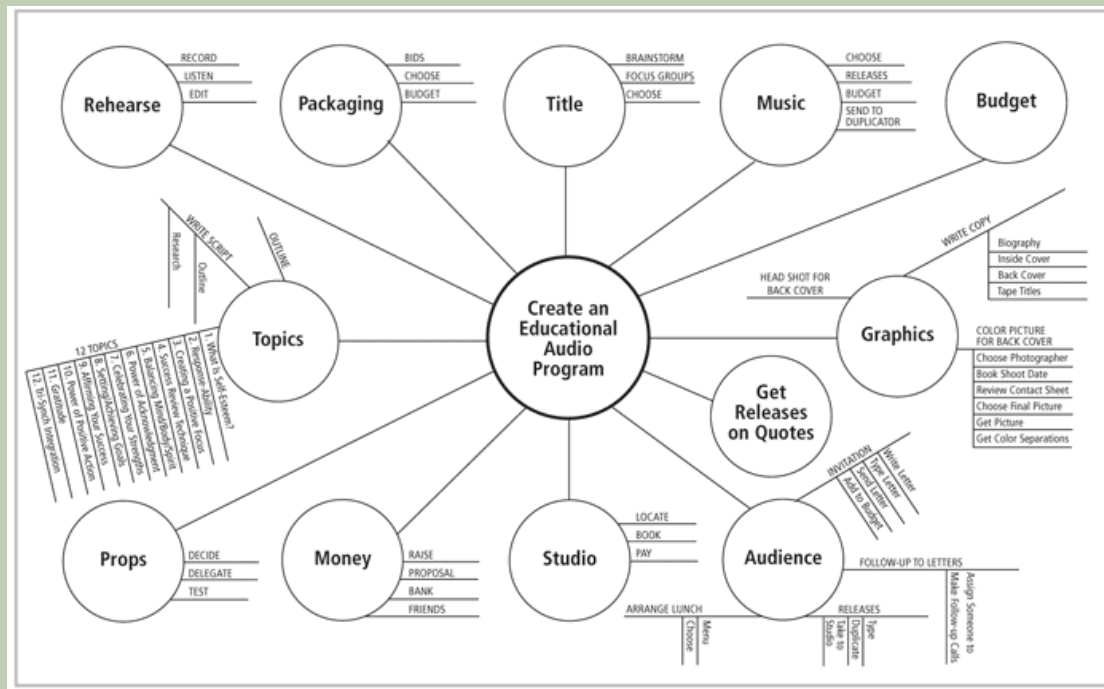 RECORD
LISTEN
EDIT
Rehearse
BIDS
CHOOSE
BUDGET
Packaging
BRAINSTORM
FOCUS GROUPS
CHOOSE
Title
CHOOSE
RELEASES
BUDGET
SEND TO
DUPLICATOR
Music
Budget
WRITE SCRIPT
Research
Outline
OUTLINE
Topics
12 TOPICS
1. What Is Self-Esteem?
2. Response Ability
3. Creating a Positive Focus
4. Success Review Technique
5. Balancing Mind/Body/Spirit
6. Power of Acknowledgment
7. Celebrating Your Strengths
8. Setting/Achieving Goals
9. Affirming Your Success
10. Power of Positive Action
11. Gratitude
12. Tri-Synch Integration
Create an
Educational
Audio
Program
HEAD SHOT FOR
BACK COVER
WRITE COPY
Biography
Inside Cover
Back Cover
Tape Titles
Graphics
COLOR PICTURE
FOR BACK COVER
Choose Photographer
Book Shoot Date
Review Contact Sheet
Choose Final Picture
Get Picture
Get Color Separations
Get
Releases
on Quotes
Props
DECIDE
DELEGATE
TEST
Money
RAISE
PROPOSAL
BANK
FRIENDS
Studio
LOCATE
BOOK
PAY
Audience
INVITATION
Write Letter
Type Letter
Send Letter
Add to Budget
FOLLOW-UP TO LETTERS
Assign Someone to
Make Follow-up Calls
ARRANGE LUNCH
Menu
Choose
RELEASES
Type
Duplicate
Take to
Studio